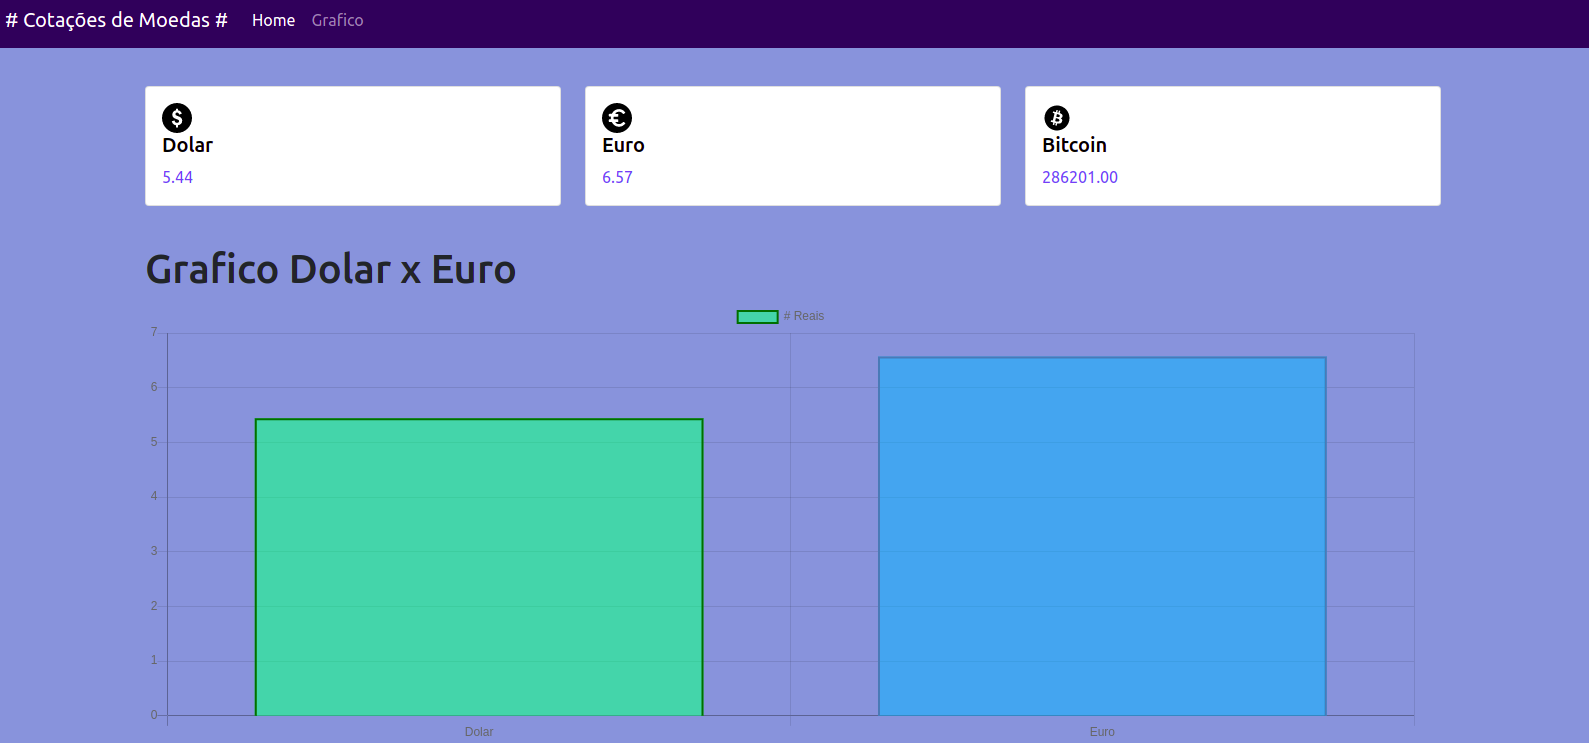 # Cotações de Moedas # Home Grafico
Dolar
5.44
Euro
6.57
Bitcoin
286201.00
Grafico Dolar x Euro
# Reais
7
6
5
4
3
2
1
0
Dolar Euro